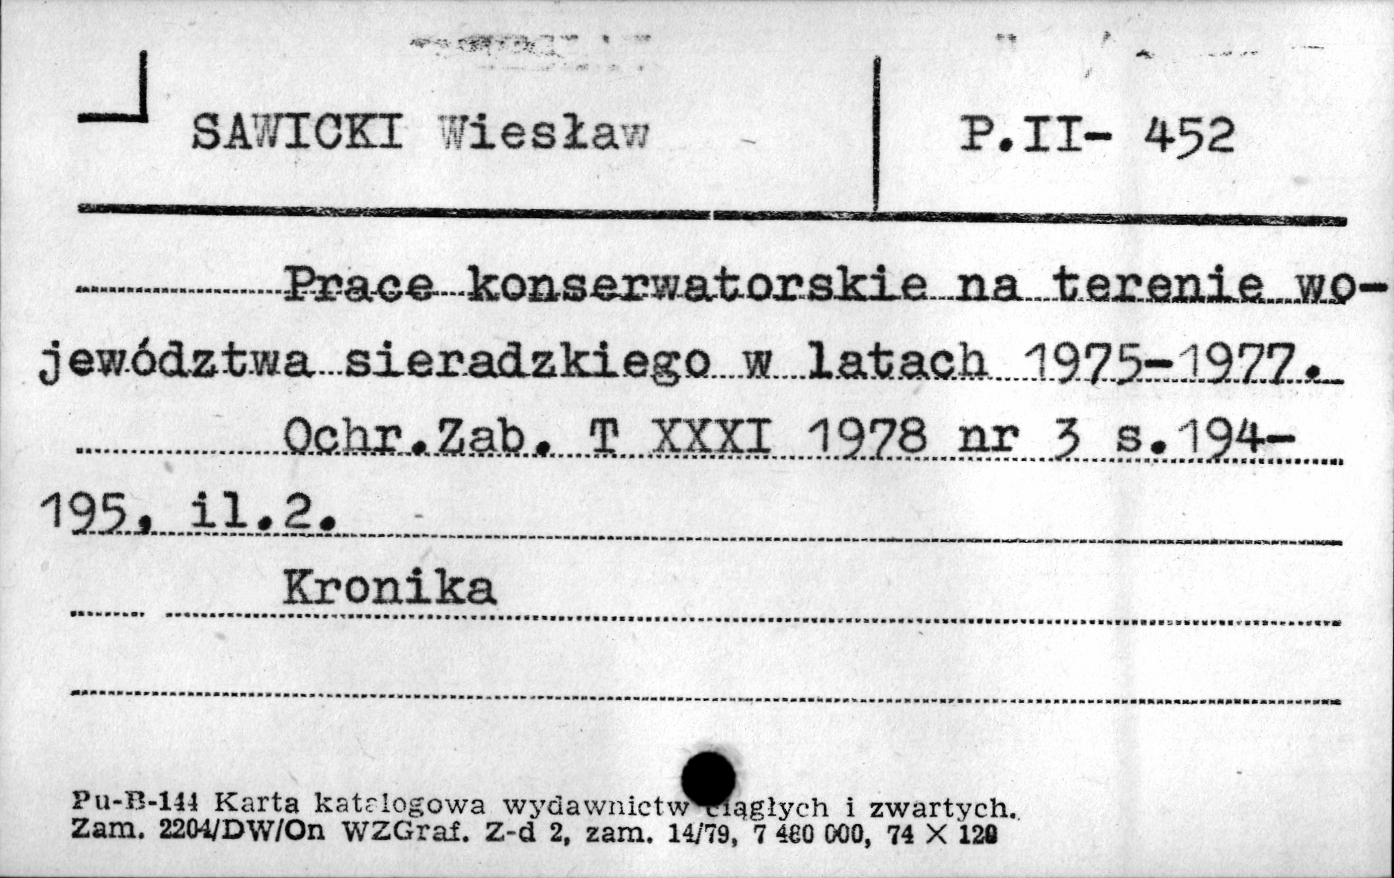 SAWICKI Wiesław
P.II- 452
Prace konserwatorskie na terenie wo-
jewództwa sieradzkiego w latach 1975-1977.
Ochr.Zab. T XXXI 1978 nr 3 s.194-
195, il.2.
Kronika
Pu-B-144 Karta katalogowa wydawnictw ciągłych i zwartych.
Zam. 2204/DW/On WZGraf. Z-d 2, zam. 14/79, 7 480 000, 74 X 120